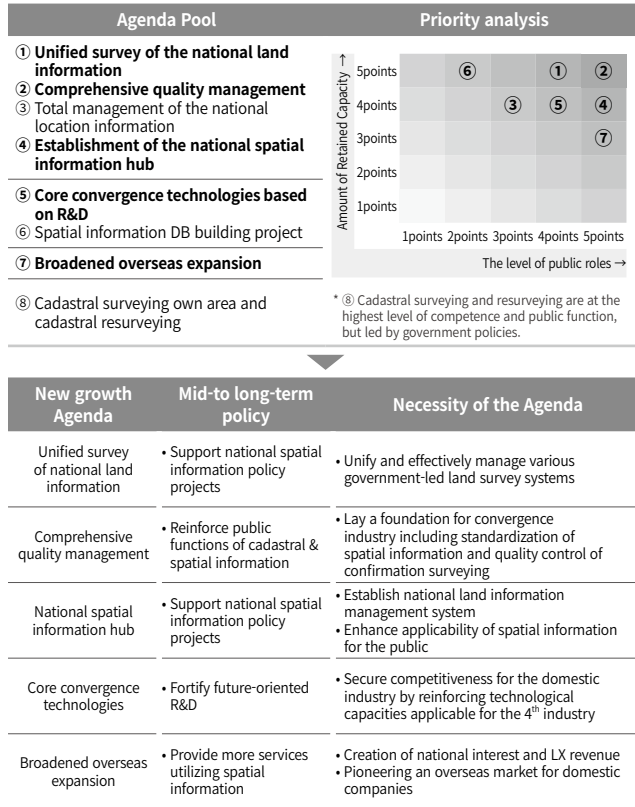 Agenda Pool
① Unified survey of the national land
information
② Comprehensive quality management
③ Total management of the national
location information
④ Establishment of the national spatial
information hub
⑤ Core convergence technologies based
on R&D
⑥ Spatial information DB building project
⑦ Broadened overseas expansion
⑧ Cadastral surveying own area and
cadastral resurveying
Priority analysis
Amount of Retained Capacity →
5points ⑥ ① ②
4points ③ ⑤ ④
3points ⑦
2points
1points
1points 2points 3points 4points 5points
The level of public roles →
* ⑧ Cadastral surveying and resurveying are at the
highest level of competence and public function,
but led by government policies.
New growth
Agenda
Mid-to long-term
policy
Necessity of the Agenda
Unified survey
of national land
information
• Support national spatial
information policy
projects
• Unify and effectively manage various
government-led land survey systems
Comprehensive
quality management
• Reinforce public
functions of cadastral &
spatial information
• Lay a foundation for convergence
industry including standardization of
spatial information and quality control of
confirmation surveying
National spatial
information hub
• Support national spatial
information policy
projects
• Establish national land information
management system
• Enhance applicability of spatial information
for the public
Core convergence
technologies
• Fortify future-oriented
R&D
• Secure competitiveness for the domestic
industry by reinforcing technological
capacities applicable for the 4th industry
Broadened overseas
expansion
• Provide more services
utilizing spatial
information
• Creation of national interest and LX revenue
• Pioneering an overseas market for domestic
companies